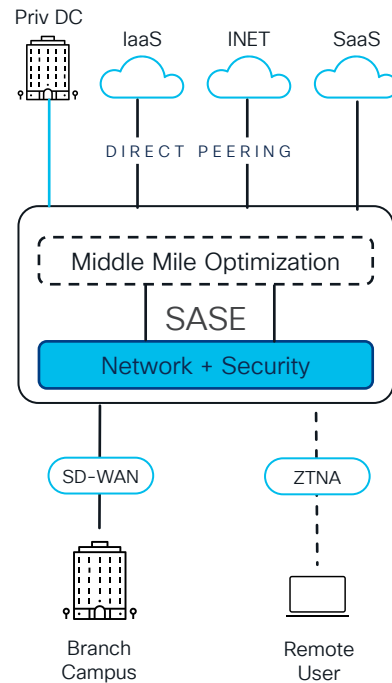 Priv DC
IaaS
INET
SaaS
DIRECT PEERING
Middle Mile Optimization
SASE
Network + Security
SD-WAN
ZTNA
Branch
Campus
Remote
User